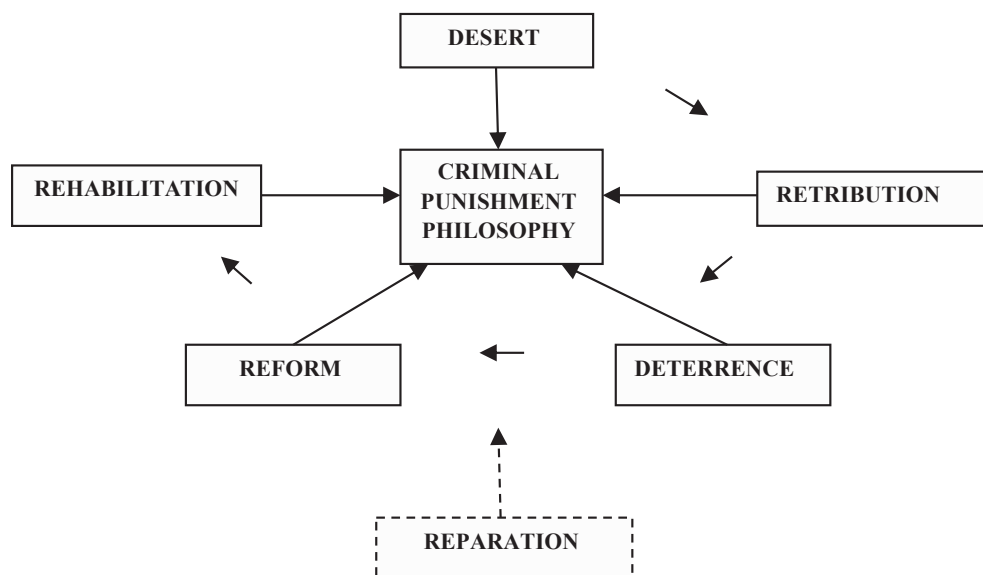 DESERT
CRIMINAL
PUNISHMENT
PHILOSOPHY
REHABILITATION
RETRIBUTION
REFORM
DETERRENCE
REPARATION